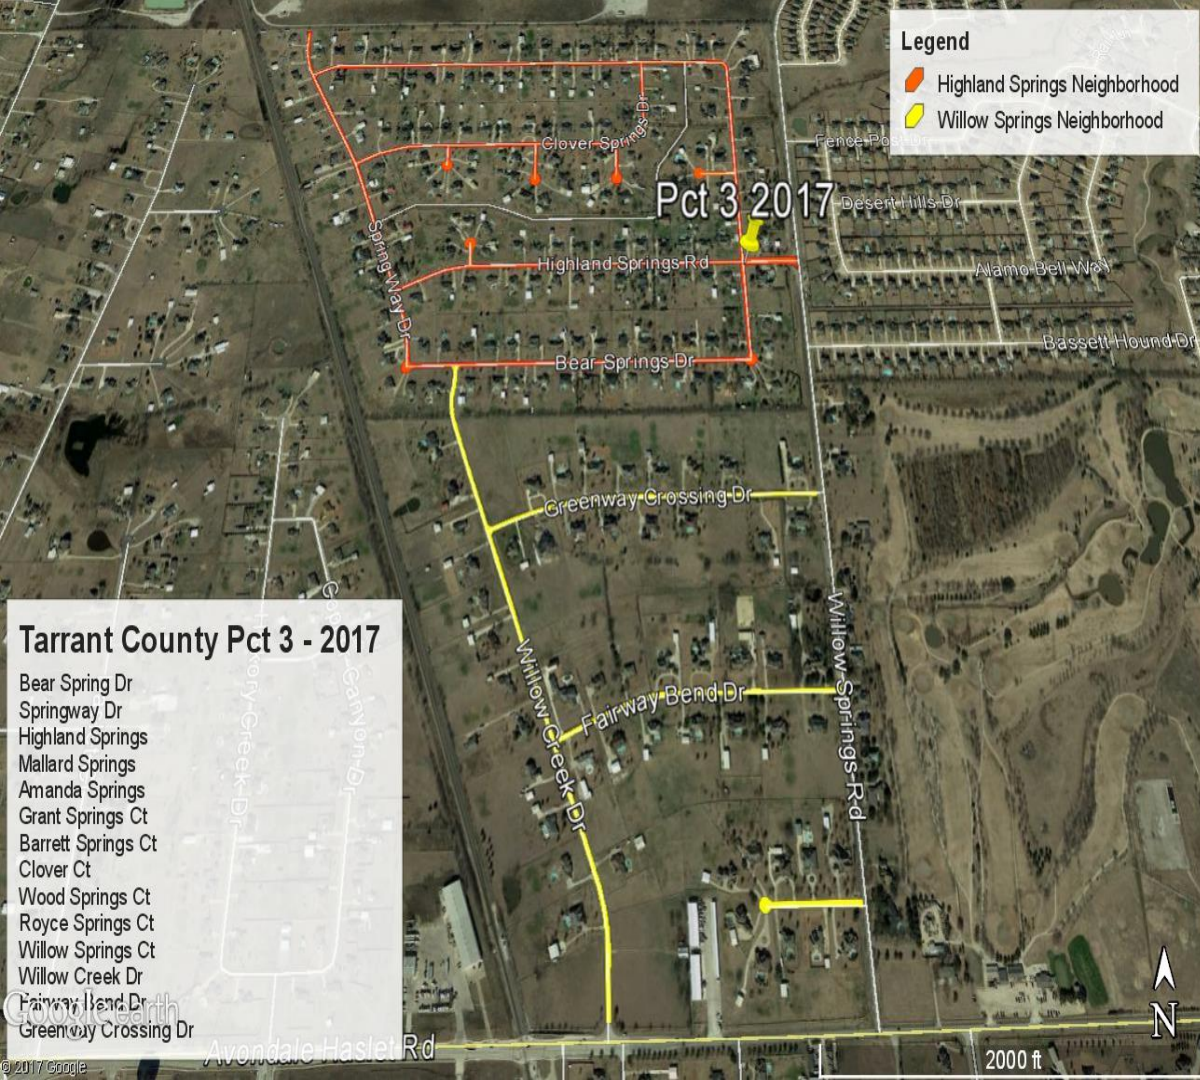 Legend
Highland Springs Neighborhood
Willow Springs Neighborhood
Clover Springs Dr
Pct 3 2017
Desert Hills Dr
Spring Way Dr
Highland Springs Rd
Alamo Bell Way
Bear Springs Dr
Bassett Hound Dr
Greenway Crossing Dr
Willow Springs Rd
Willow Creek Dr
Fairway Bend Dr
Tarrant County Pct 3 - 2017
Bear Spring Dr
Springway Dr
Highland Springs
Mallard Springs
Amanda Springs
Grant Springs Ct
Barrett Springs Ct
Clover Ct
Wood Springs Ct
Royce Springs Ct
Willow Springs Ct
Willow Creek Dr
Fairway Bend Dr
Greenway Crossing Dr
Creek Dr
Canyon Dr
Google earth
Avondale Haslet Rd
© 2017 Google
N
2000 ft